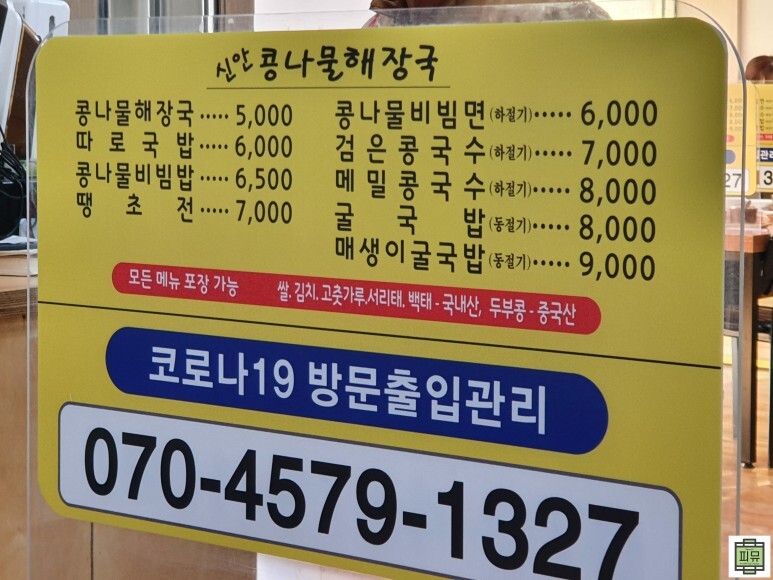 신안 콩나물해장국
콩나물해장국 ····· 5,000
따로국밥 ····· 6,000
콩나물비빔밥 ····· 6,500
땡초전 ····· 7,000
콩나물비빔면 (하절기) ····· 6,000
검은콩국수 (하절기) ····· 7,000
메밀콩국수 (하절기) ····· 8,000
굴국밥 (동절기) ····· 8,000
매생이굴국밥 (동절기) ····· 9,000
모든 메뉴 포장 가능 쌀. 김치. 고춧가루.서리태. 백태 - 국내산, 두부콩 - 중국산
코로나19 방문출입관리
070-4579-1327
피뮤